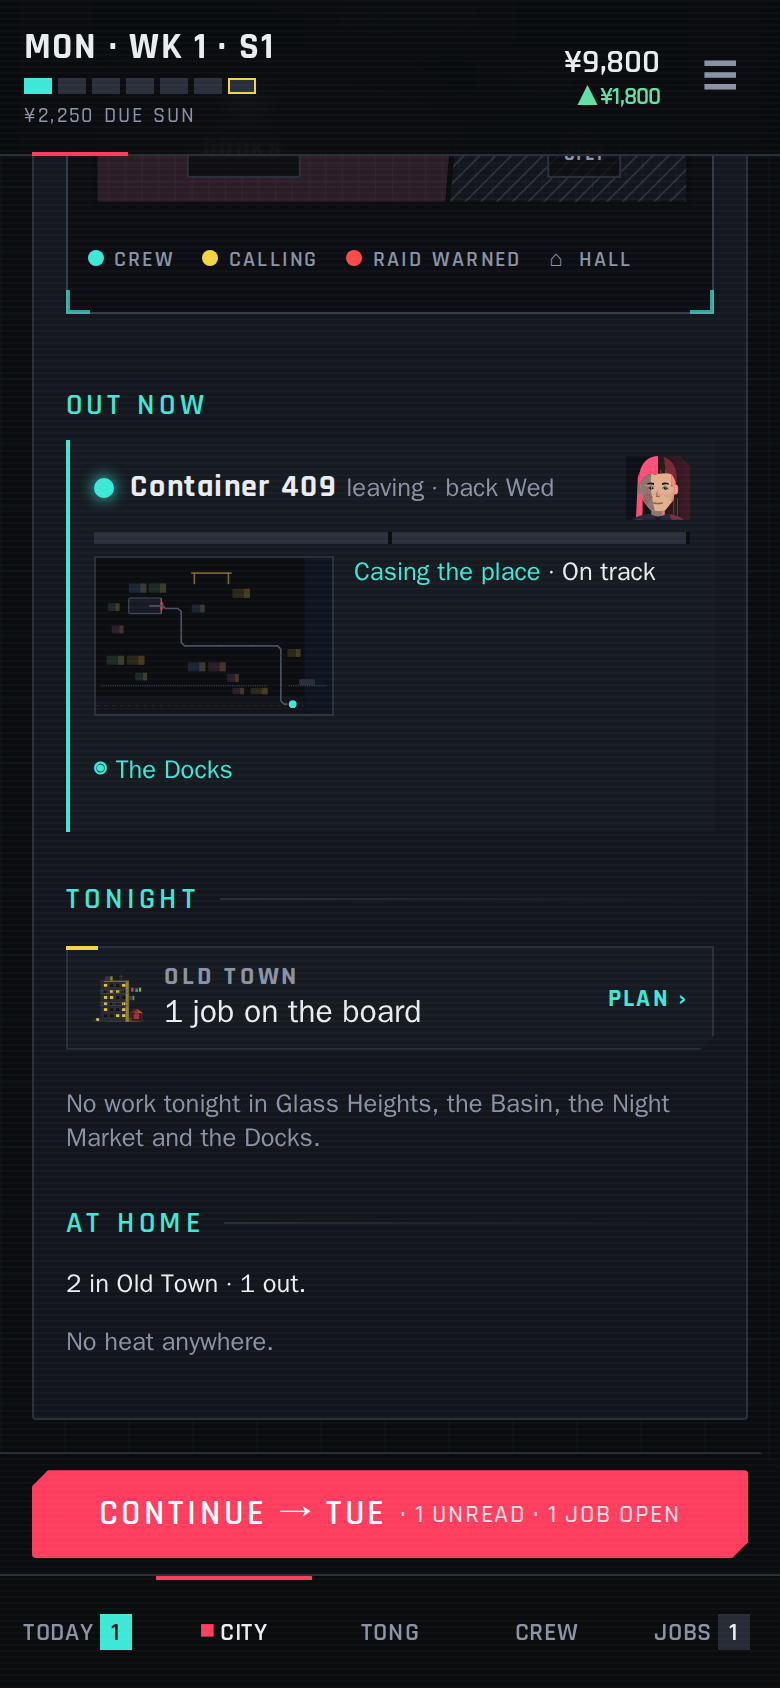 MON · WK 1 · S1
¥2,250 DUE SUN
¥9,800
▲¥1,800
CREW
CALLING
RAID WARNED
⌂ HALL
OUT NOW
Container 409 leaving · back Wed
Casing the place · On track
The Docks
TONIGHT
OLD TOWN
1 job on the board
PLAN ›
No work tonight in Glass Heights, the Basin, the Night
Market and the Docks.
AT HOME
2 in Old Town · 1 out.
No heat anywhere.
CONTINUE → TUE · 1 UNREAD · 1 JOB OPEN
TODAY 1
CITY
TONG
CREW
JOBS 1